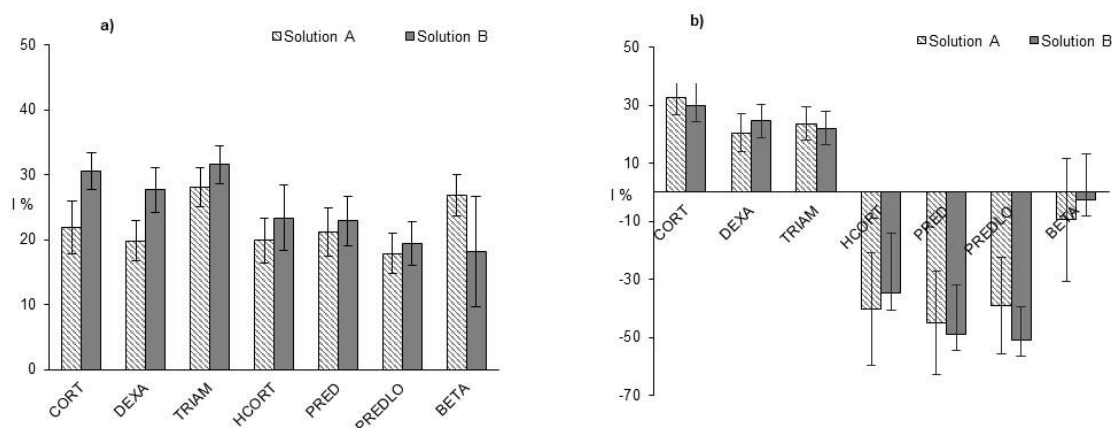 a)
Solution A Solution B
50
40
30
I %
20
10
0
CORT DEXA TRIAM HCORT PRED PREDLO BETA
b)
Solution A Solution B
50
30
10
I %
-10
-30
-50
-70
CORT DEXA TRIAM HCORT PRED PREDLO BETA